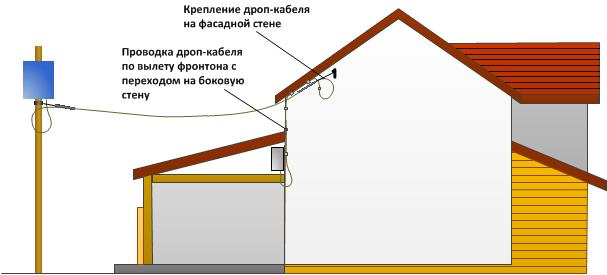 Крепление дроп-кабеля
на фасадной стене
Проводка дроп-кабеля
по вылету фронтона с
переходом на боковую
стену